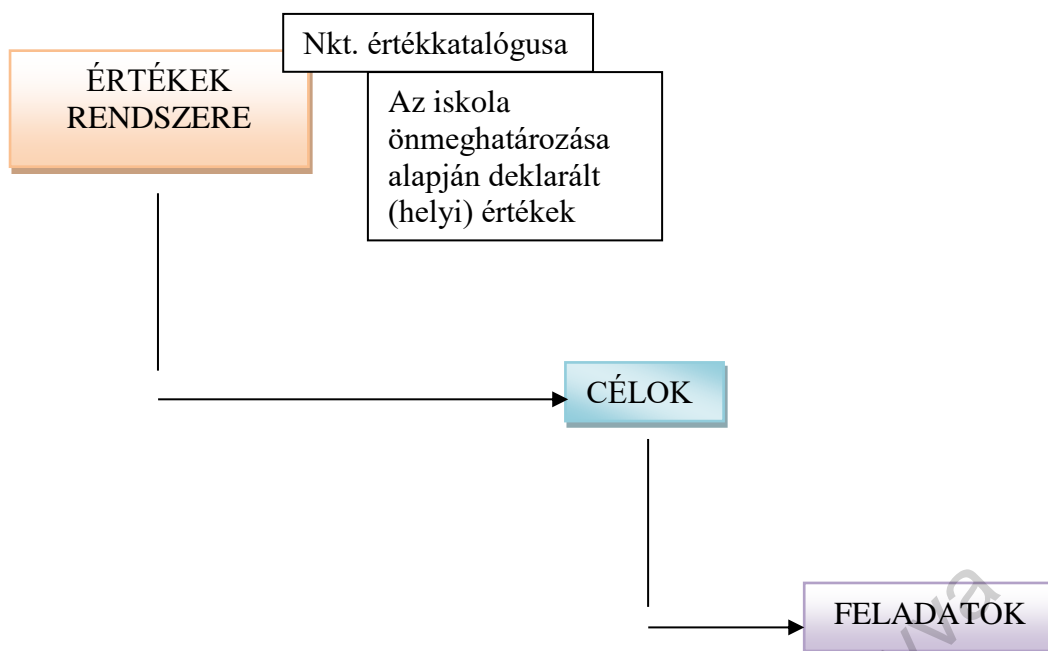 Nkt. értékkatalógusa
ÉRTÉKEK
RENDSZERE
Az iskola
önmeghatározása
alapján deklarált
(helyi) értékek
CÉLOK
FELADATOK